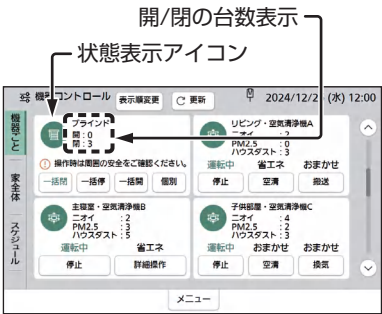 開/閉の台数表示
状態表示アイコン
機器コントロール 表示順変更 更新 2024/12/2 (水) 12:00
機器ごと
家全体
スケジュール
ブラインド
開：0
閉：3
操作時は周囲の安全をご確認ください。
一括閉 一括停 一括開 個別
リビング・空気清浄機A
ニオイ ：2
PM2.5 ：0
ハウスダスト：3
運転中 省エネ おまかせ
停止 空清 搬送
主寝室・空気清浄機B
ニオイ ：2
PM2.5 ：3
ハウスダスト：5
運転中 省エネ
停止 詳細操作
子供部屋・空気清浄機C
ニオイ ：4
PM2.5 ：2
ハウスダスト：3
運転中 おまかせ おまかせ
停止 空清 換気
メニュー